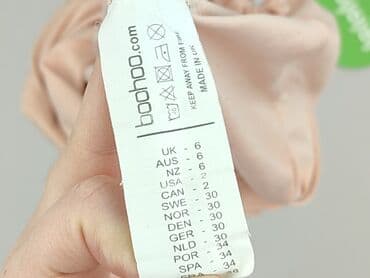 boohoo.com
KEEP AWAY FROM FIRE
MADE IN UK
UK - 6
AUS - 6
NZ - 6
USA - 2
CAN - 2
SWE - 30
NOR - 30
DEN - 30
GER - 30
NLD - 34
POR - 34
SPA - 34